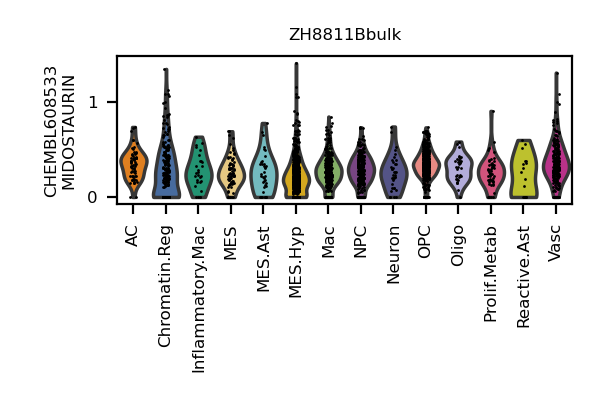 ZH8811Bbulk
CHEMBL608533
MIDOSTAURIN
1
0
AC
Chromatin.Reg
Inflammatory.Mac
MES
MES.Ast
MES.Hyp
Mac
NPC
Neuron
OPC
Oligo
Prolif.Metab
Reactive.Ast
Vasc